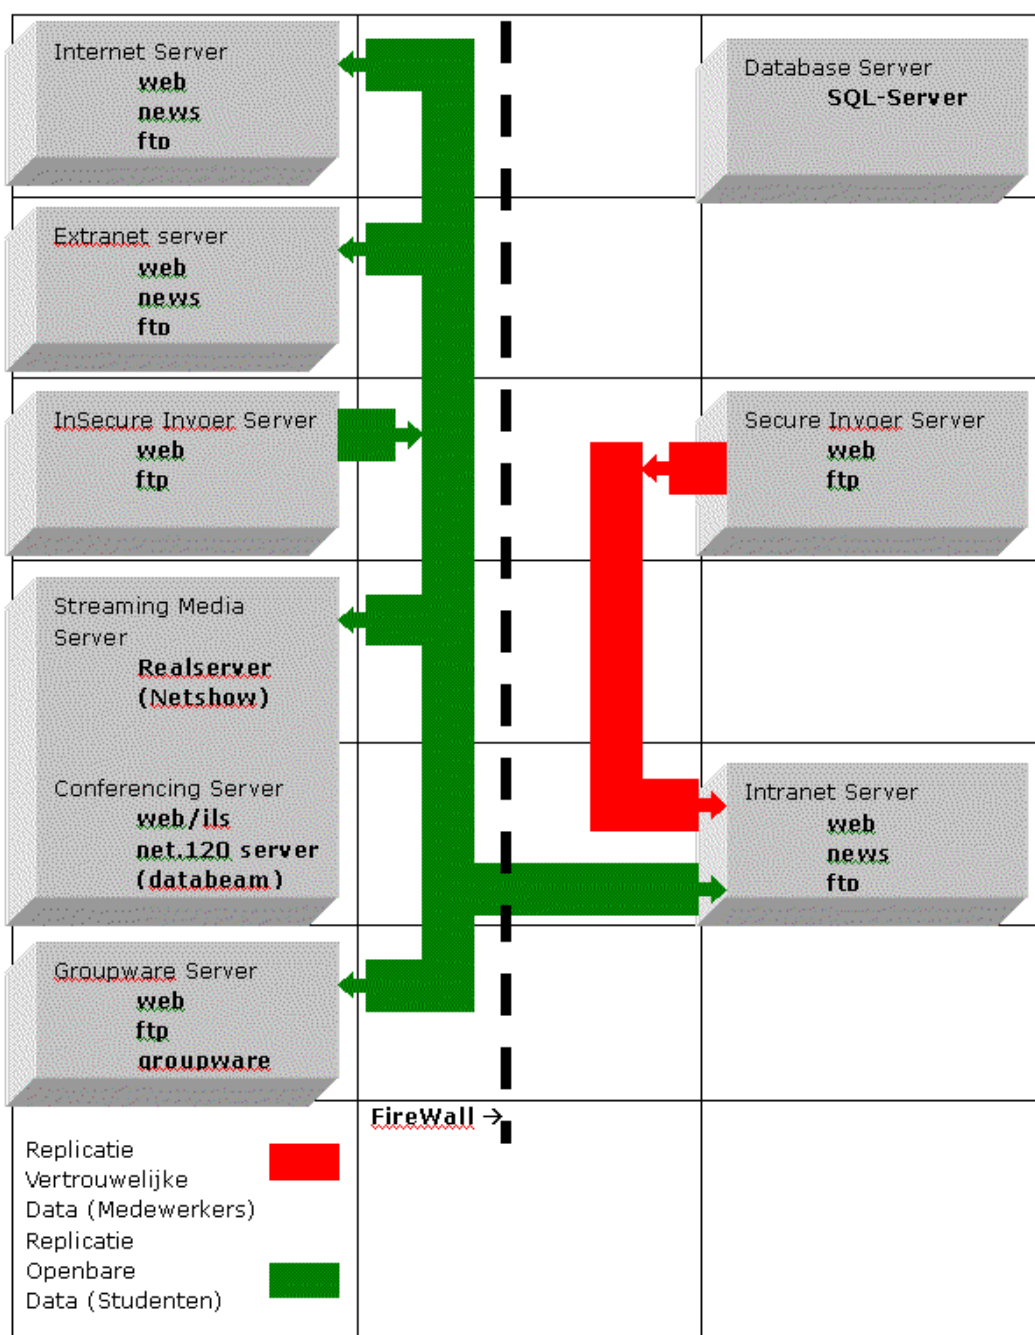 Internet Server
web
news
ftp
Database Server
SQL-Server
Extranet server
web
news
ftp
InSecure Invoer Server
web
ftp
Secure Invoer Server
web
ftp
Streaming Media
Server
Realserver
(Netshow)
Conferencing Server
web/ils
net.120 server
(databeam)
Intranet Server
web
news
ftp
Groupware Server
web
ftp
groupware
FireWall →
Replicatie
Vertrouwelijke
Data (Medewerkers)
Replicatie
Openbare
Data (Studenten)